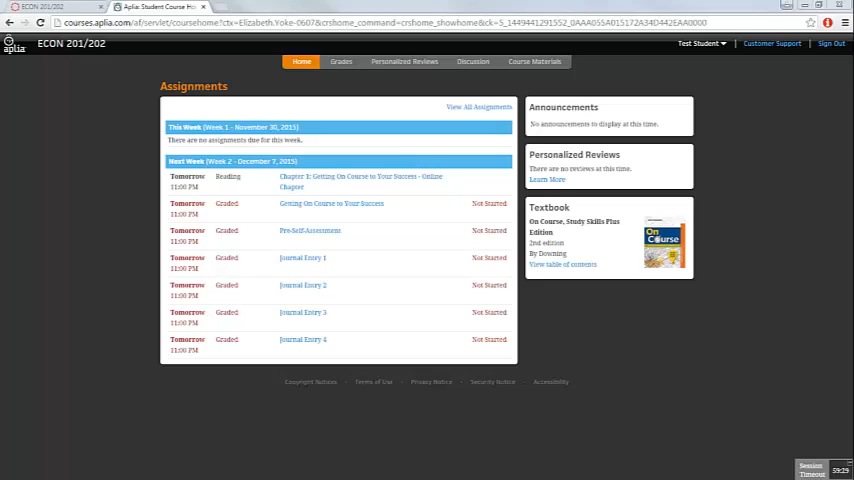 ECON 201/202
Aplia: Student Course Ho
courses.aplia.com/af/servlet/coursehome?ctx=Elizabeth.Yoke-0607&crshome_command=crshome_showhome&ck=5_1449441291552_0AAA055A015172A34D442EAA0000
aplia
ECON 201/202
Test Student
Customer Support
Sign Out
Home
Grades
Personalized Reviews
Discussion
Course Materials
Assignments
View All Assignments
This Week (Week 1 - November 30, 2015)
There are no assignments due for this week.
Next Week (Week 2 - December 7, 2015)
Tomorrow Reading Chapter 1: Getting On Course to Your Success - Online
11:00 PM Chapter
Tomorrow Graded Getting On Course to Your Success Not Started
11:00 PM
Tomorrow Graded Pre-Self-Assessment Not Started
11:00 PM
Tomorrow Graded Journal Entry 1 Not Started
11:00 PM
Tomorrow Graded Journal Entry 2 Not Started
11:00 PM
Tomorrow Graded Journal Entry 3 Not Started
11:00 PM
Tomorrow Graded Journal Entry 4 Not Started
11:00 PM
Announcements
No announcements to display at this time.
Personalized Reviews
There are no reviews at this time.
Learn More
Textbook
On Course, Study Skills Plus
Edition
2nd edition
By Downing
View table of contents
On
Course
Copyright Notices - Terms of Use - Privacy Notice - Security Notice - Accessibility
Session
Timeout
59:29